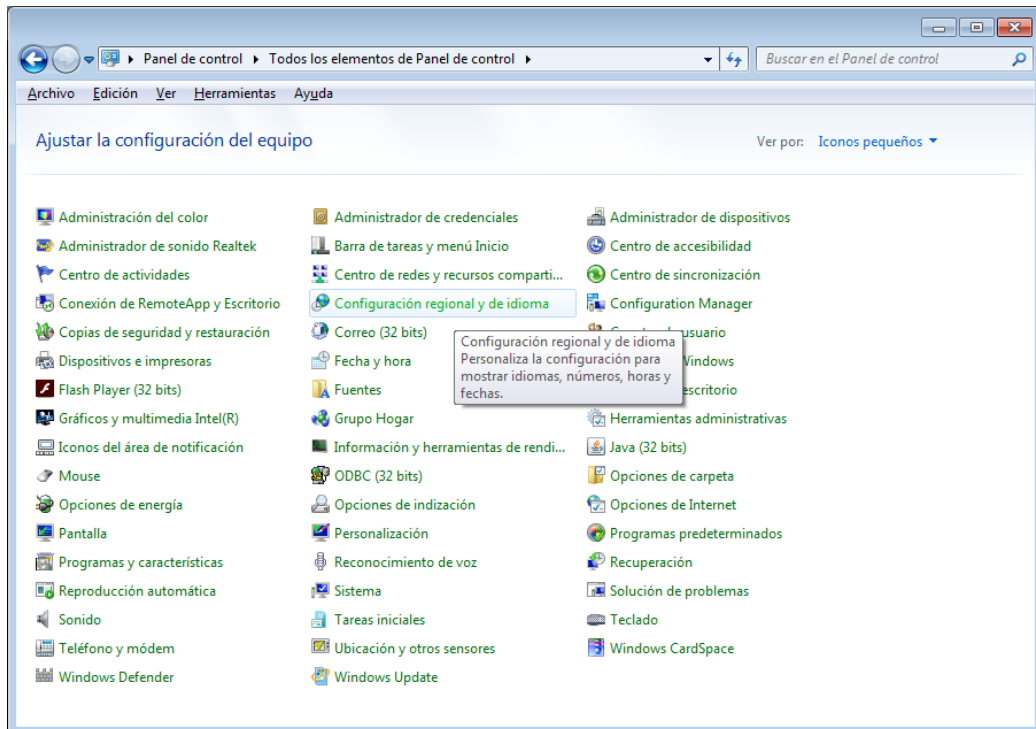 Panel de control Todos los elementos de Panel de control Buscar en el Panel de control
Archivo Edición Ver Herramientas Ayuda
Ajustar la configuración del equipo Ver por: Iconos pequeños
Administración del color Administrador de credenciales Administrador de dispositivos
Administrador de sonido Realtek Barra de tareas y menú Inicio Centro de accesibilidad
Centro de actividades Centro de redes y recursos comparti... Centro de sincronización
Conexión de RemoteApp y Escritorio Configuración regional y de idioma Configuration Manager
Copias de seguridad y restauración Correo (32 bits) usuario
Configuración regional y de idioma
Personaliza la configuración para
mostrar idiomas, números, horas y
fechas.
Dispositivos e impresoras Fecha y hora Windows
Flash Player (32 bits) Fuentes escritorio
Gráficos y multimedia Intel(R) Grupo Hogar Herramientas administrativas
Iconos del área de notificación Información y herramientas de rendi... Java (32 bits)
Mouse ODBC (32 bits) Opciones de carpeta
Opciones de energía Opciones de indización Opciones de Internet
Pantalla Personalización Programas predeterminados
Programas y características Reconocimiento de voz Recuperación
Reproducción automática Sistema Solución de problemas
Sonido Tareas iniciales Teclado
Teléfono y módem Ubicación y otros sensores Windows CardSpace
Windows Defender Windows Update